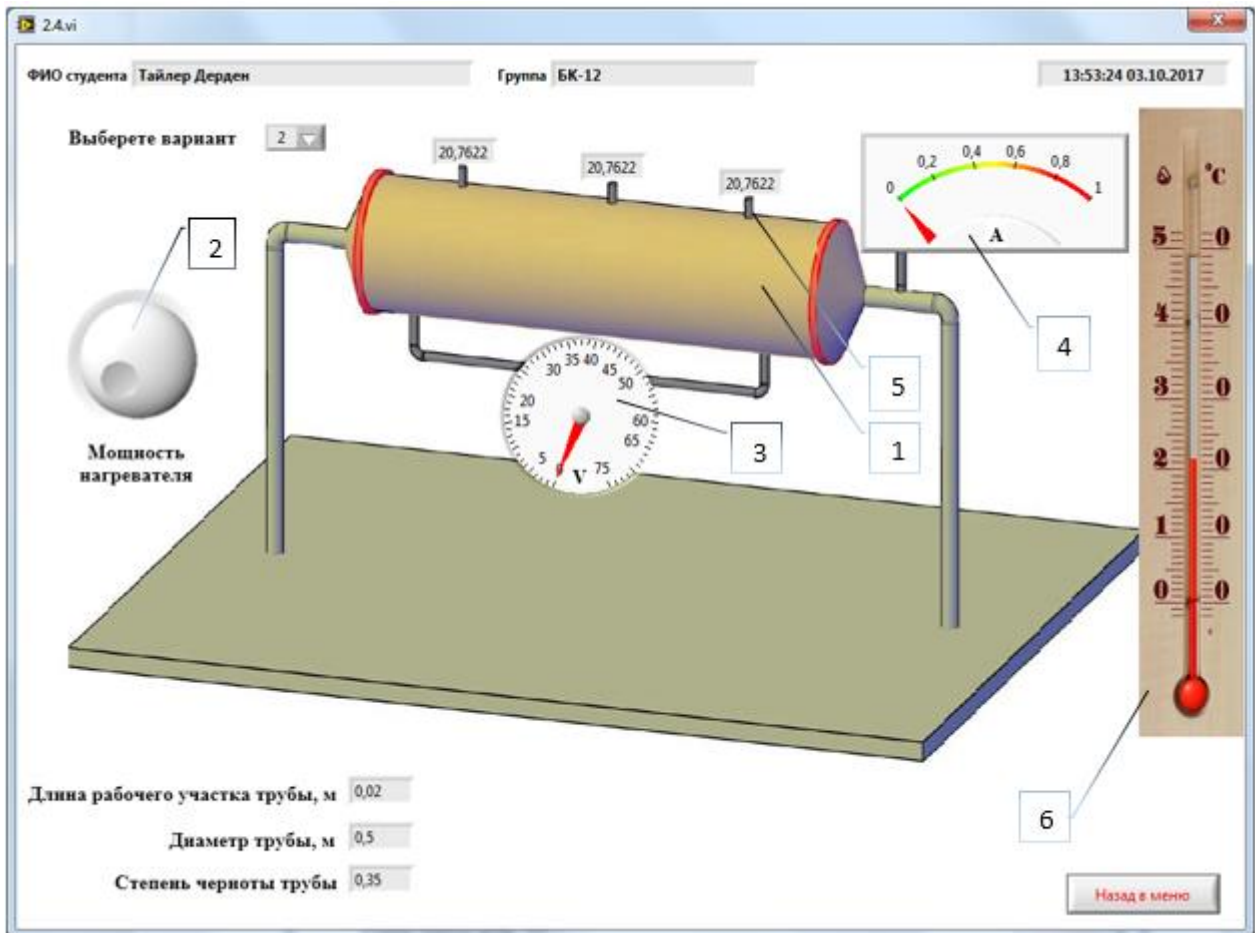 2.4.vi
ФИО студента Тайлер Дерден Группа БК-12 13:53:24 03.10.2017
Выберете вариант 2
20,7622
20,7622
20,7622
0 0,2 0,4 0,6 0,8 1
A
°C
5 0
4 0
3 0
2 0
1 0
0 0
2
4
5
1
3
6
Мощность
нагревателя
5 15 20 30 35 40 45 50 60 65 75
V
Длина рабочего участка трубы, м 0,02
Диаметр трубы, м 0,5
Степень черноты трубы 0,35
Назад в меню